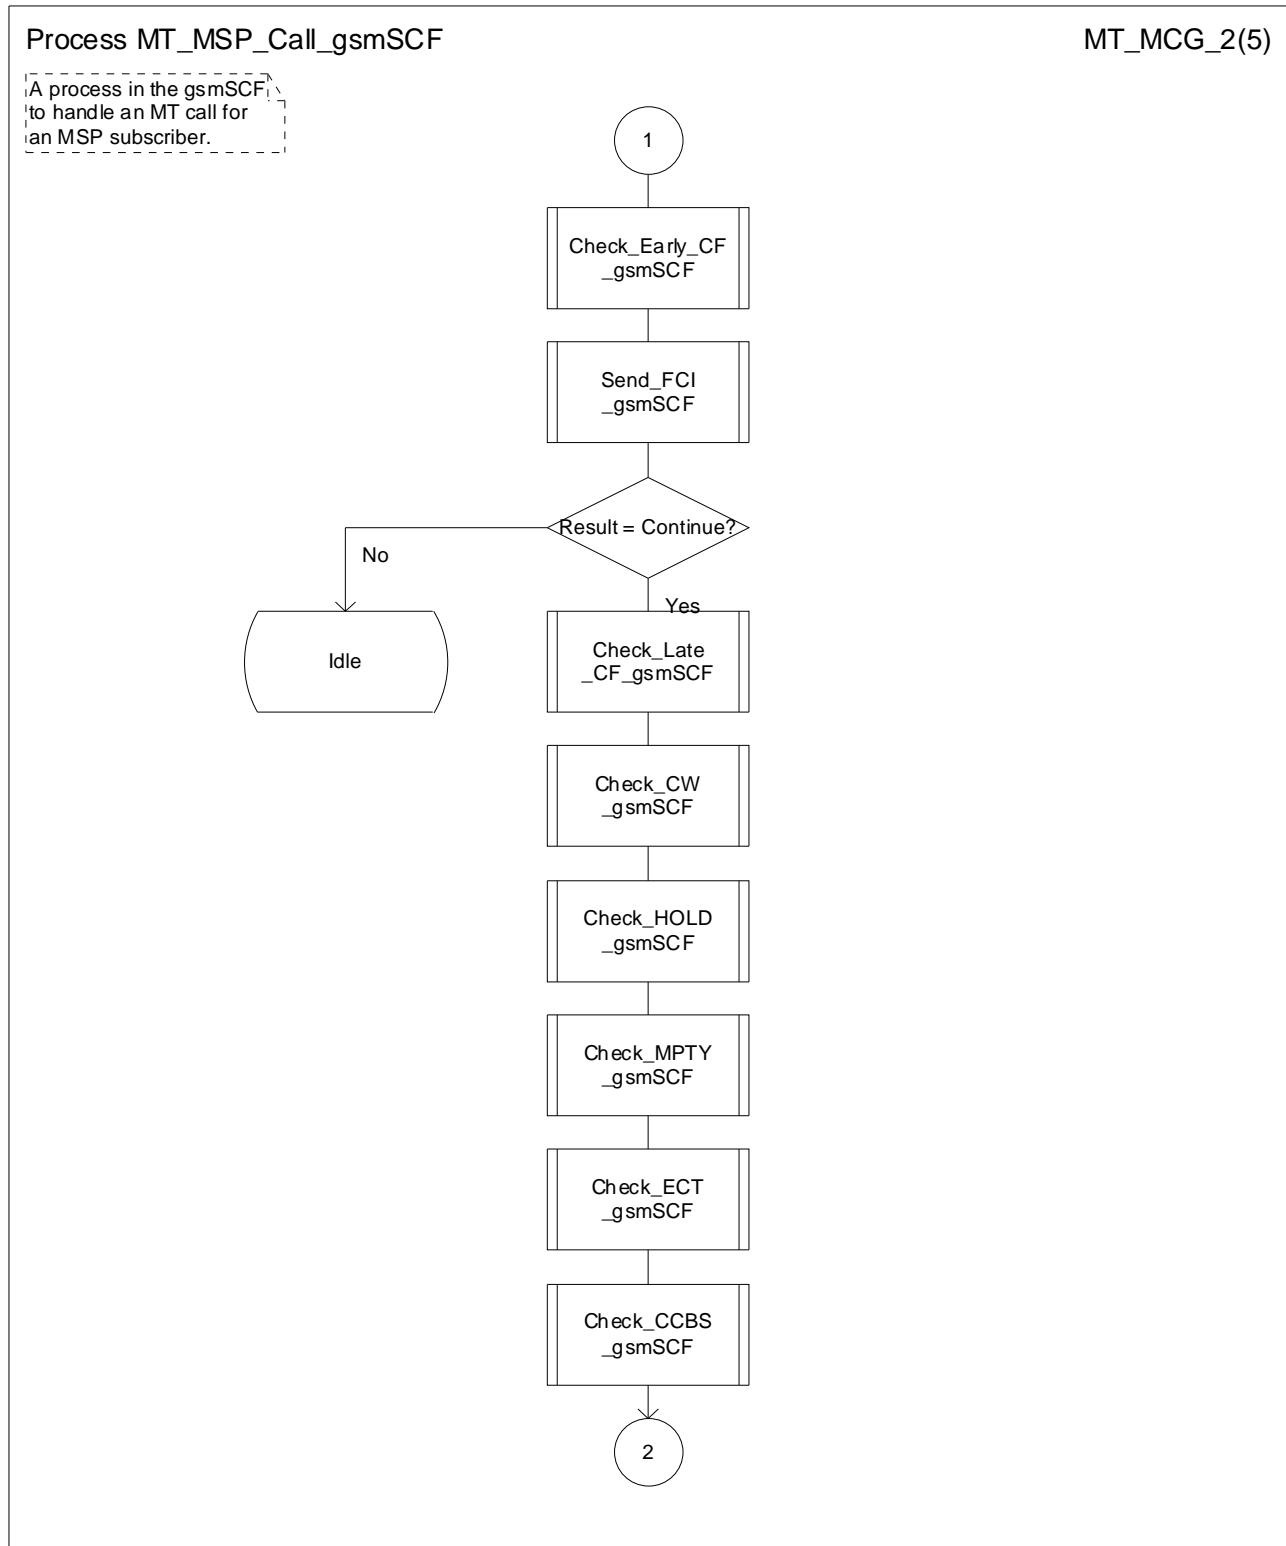 Process MT_MSP_Call_gsmSCF
MT_MCG_2(5)
A process in the gsmSCF
to handle an MT call for
an MSP subscriber.
1
Check_Early_CF
_gsmSCF
Send_FCI
_gsmSCF
Result = Continue?
No
Yes
Idle
Check_Late
_CF_gsmSCF
Check_CW
_gsmSCF
Check_HOLD
_gsmSCF
Check_MPTY
_gsmSCF
Check_ECT
_gsmSCF
Check_CCBS
_gsmSCF
2